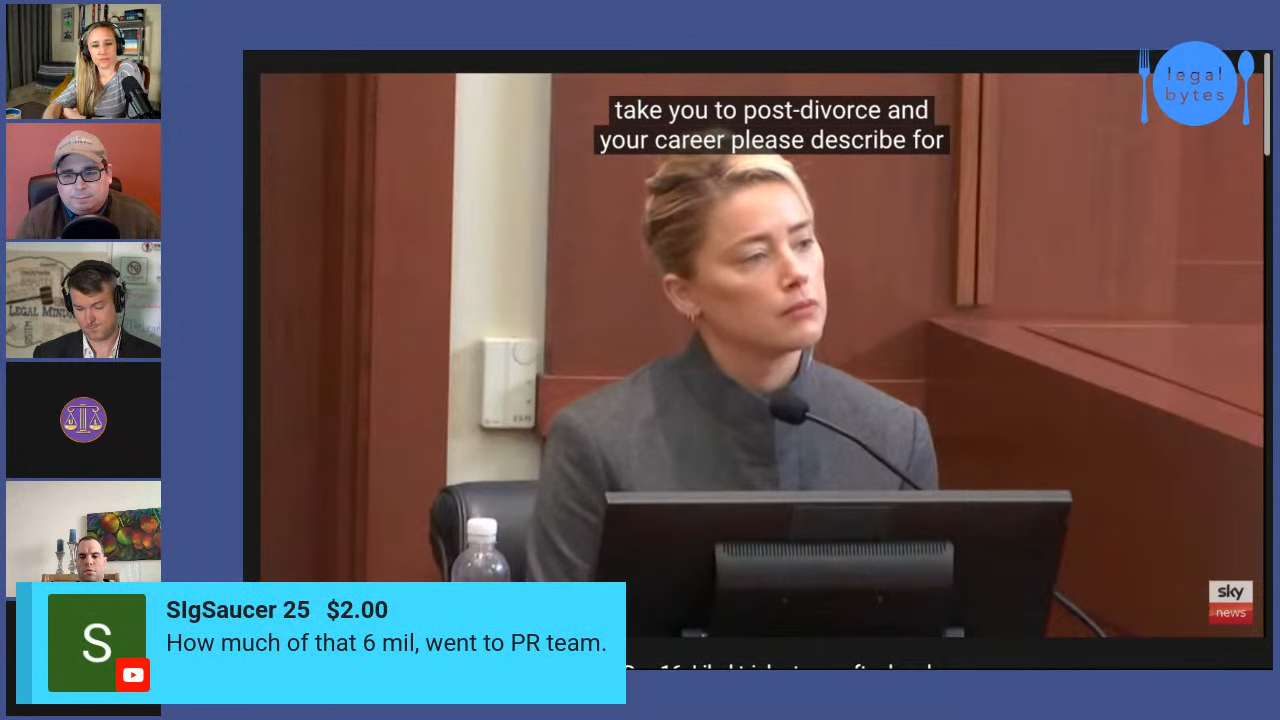 take you to post-divorce and
your career please describe for
legal
bytes
LEGAL MIND
sky
news
SIgSaucer 25 $2.00
How much of that 6 mil, went to PR team.
S